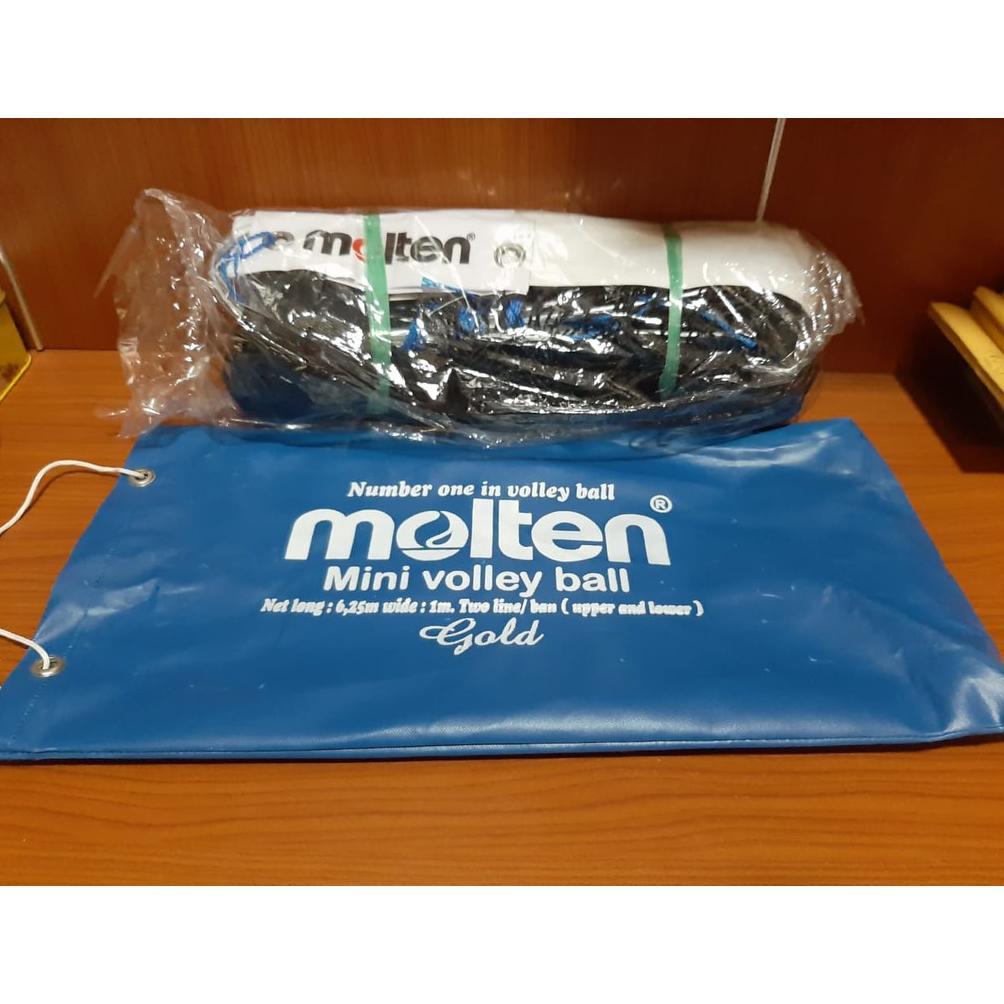 molten
Number one in volley ball
molten®
Mini volley ball
Net long : 6,25m wide : 1m. Two line/ ban ( upper and lower )
Gold